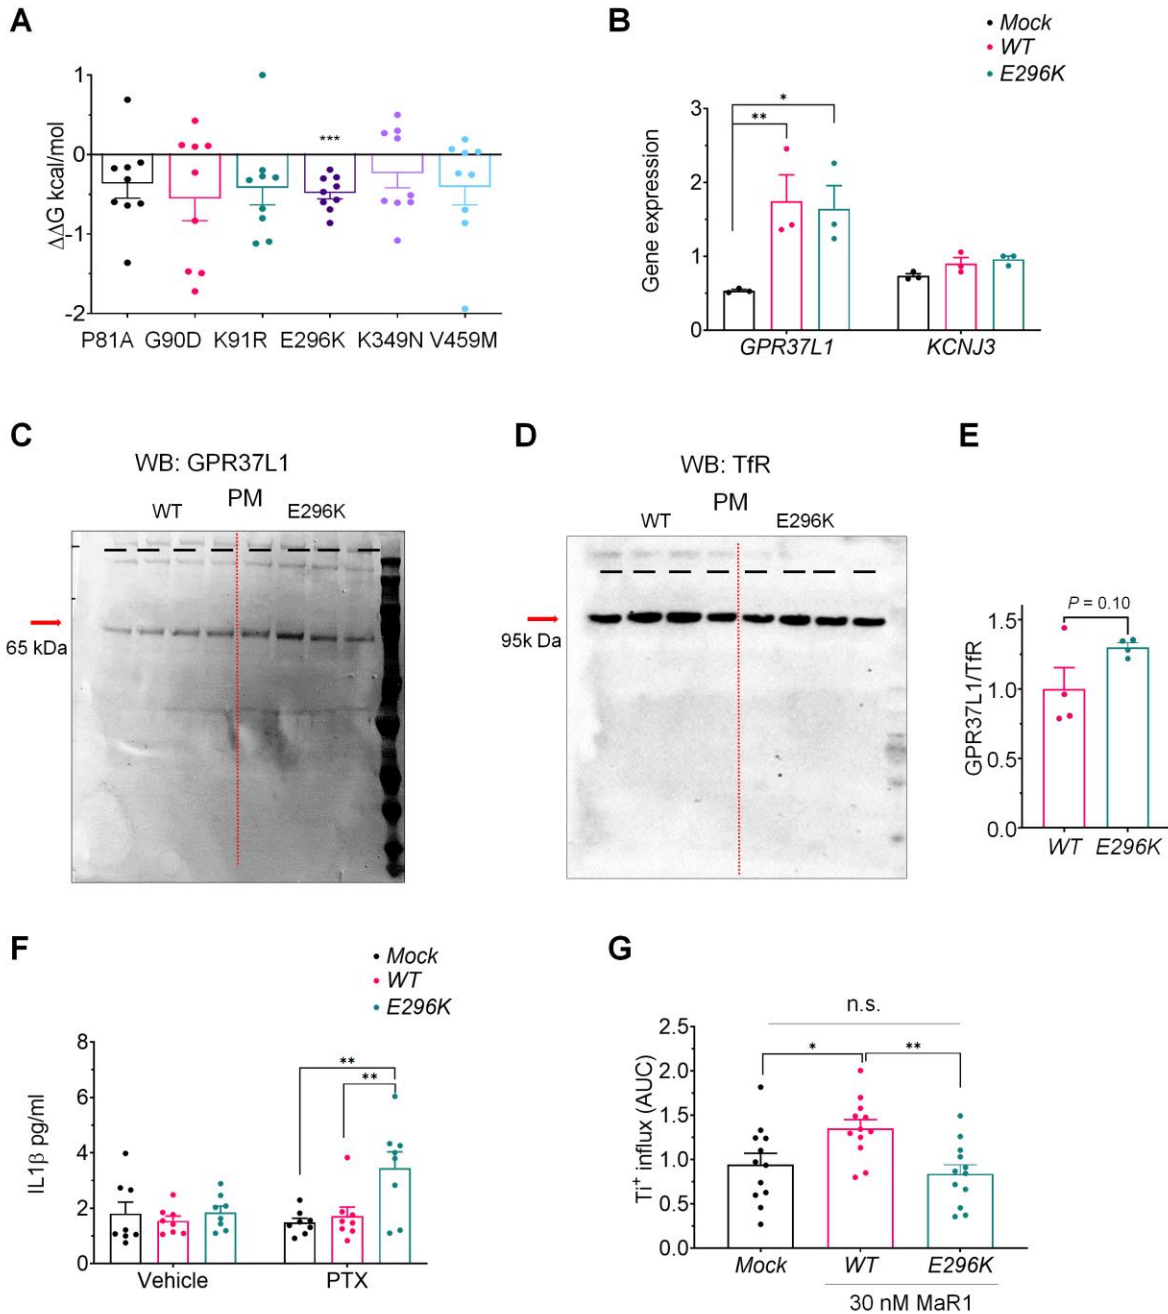 A
ΔΔG kcal/mol
1
0
-1
-2
***
P81A G90D K91R E296K K349N V459M
B
Mock
WT
E296K
Gene expression
3
2
1
0
*
**
GPR37L1
KCNJ3
C
WB: GPR37L1
PM
WT
E296K
65 kDa
D
WB: TfR
PM
WT
E296K
95k Da
E
GPR37L1/TfR
1.5
1.0
0.5
0.0
P = 0.10
WT E296K
F
Mock
WT
E296K
IL1β pg/ml
8
6
4
2
0
**
**
Vehicle
PTX
G
Ti+ influx (AUC)
2.5
2.0
1.5
1.0
0.5
0.0
n.s.
*
**
Mock
WT
E296K
30 nM MaR1